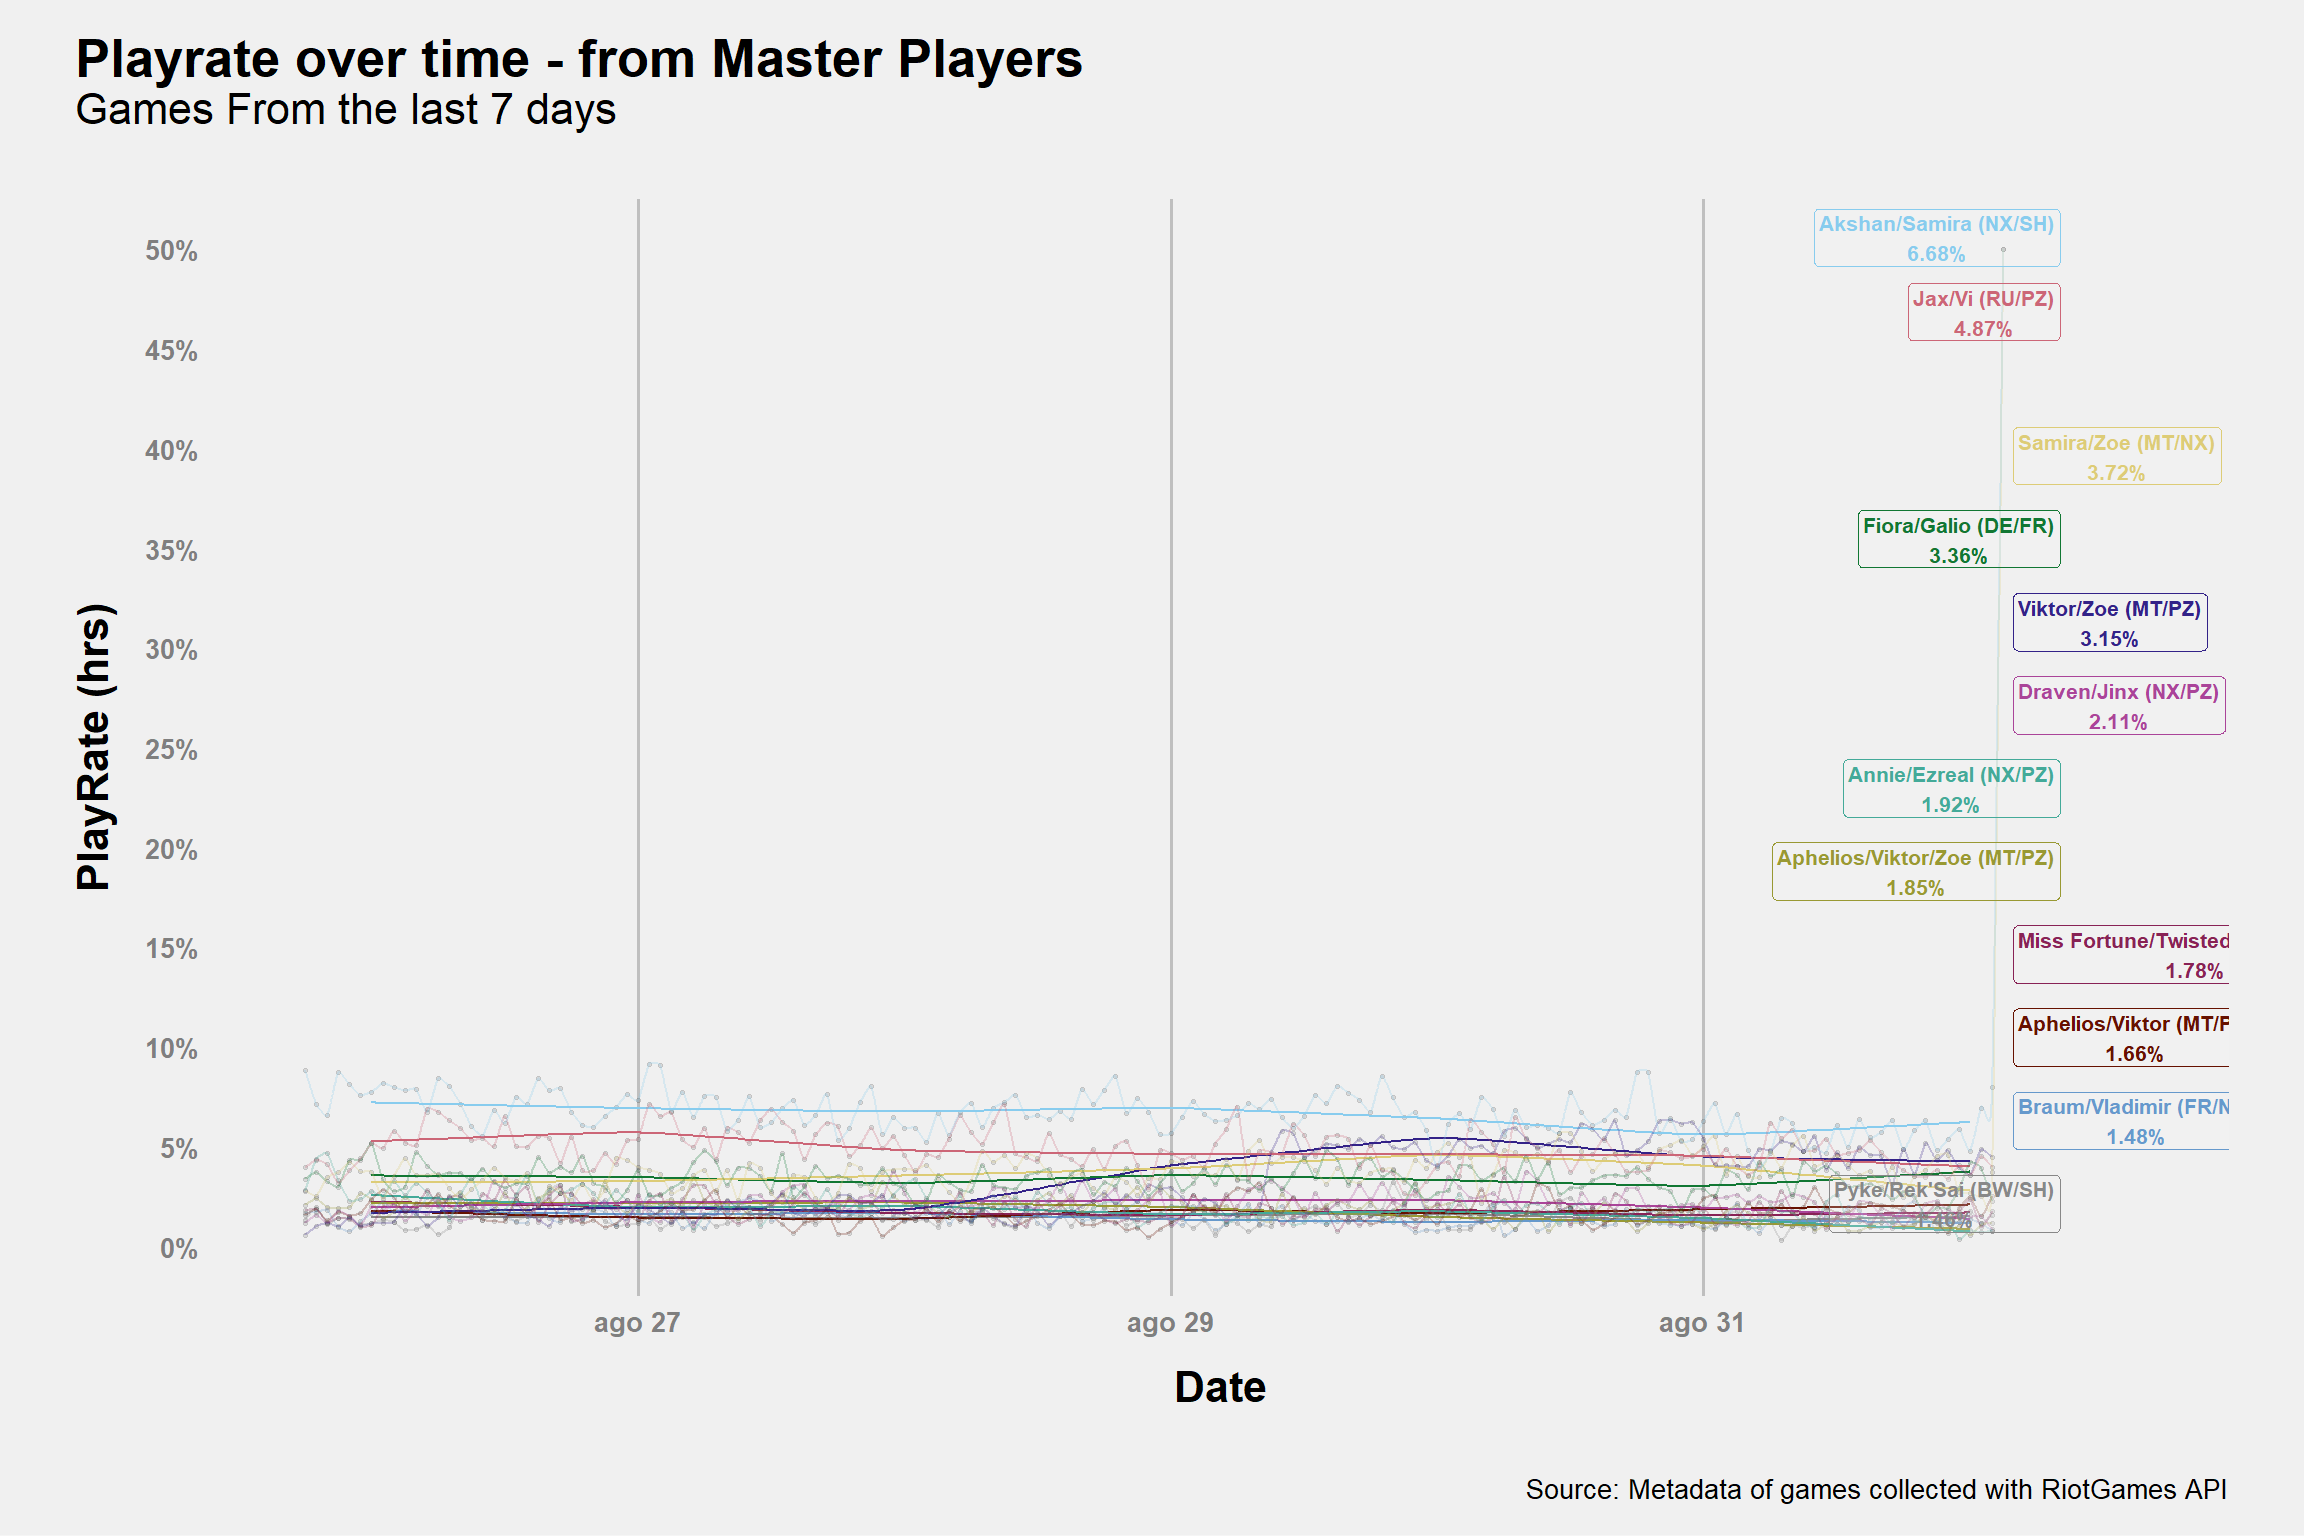 Playrate over time - from Master Players
Games From the last 7 days
PlayRate (hrs)
50%
45%
40%
35%
30%
25%
20%
15%
10%
5%
0%
Akshan/Samira (NX/SH)
6.68%
Jax/Vi (RU/PZ)
4.87%
Samira/Zoe (MT/NX)
3.72%
Fiora/Galio (DE/FR)
3.36%
Viktor/Zoe (MT/PZ)
3.15%
Draven/Jinx (NX/PZ)
2.11%
Annie/Ezreal (NX/PZ)
1.92%
Aphelios/Viktor/Zoe (MT/PZ)
1.85%
Miss Fortune/Twisted
1.78%
Aphelios/Viktor (MT/P
1.66%
Braum/Vladimir (FR/N
1.48%
Pyke/Rek'Sai (BW/SH)
ago 27
ago 29
ago 31
Date
Source: Metadata of games collected with RiotGames API